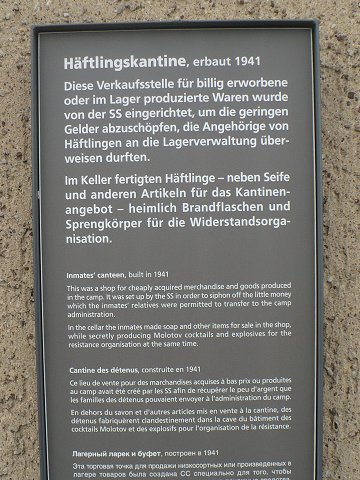 Häftlingskantine, erbaut 1941
Diese Verkaufsstelle für billig erworbene
oder im Lager produzierte Waren wurde
von der SS eingerichtet, um die geringen
Gelder abzuschöpfen, die Angehörige von
Häftlingen an die Lagerverwaltung über-
weisen durften.
Im Keller fertigten Häftlinge – neben Seife
und anderen Artikeln für das Kantinen-
angebot – heimlich Brandflaschen und
Sprengkörper für die Widerstandsorga-
nisation.
Inmates' canteen, built in 1941
This was a shop for cheaply acquired merchandise and goods produced
in the camp. It was set up by the SS in order to siphon off the little money
which the inmates' relatives were permitted to transfer to the camp
administration.
In the cellar the inmates made soap and other items for sale in the shop,
while secretly producing Molotov cocktails and explosives for the
resistance organisation at the same time.
Cantine des détenus, construite en 1941
Ce lieu de vente pour des marchandises acquises à bas prix ou produites
au camp avait été créé par les SS afin de récupérer le peu d'argent que
les familles des détenus pouvaient envoyer à l'administration du camp.
En dehors du savon et d'autres articles mis en vente à la cantine, des
détenus fabriquèrent clandestinement dans la cave du bâtiment des
cocktails Molotov et des explosifs pour l'organisation de la résistance.
Лагерный ларек и буфет, построен в 1941
Эта торговая точка для продажи низкосортных или произведенных в
лагере товаров была создана СС специально для того, чтобы